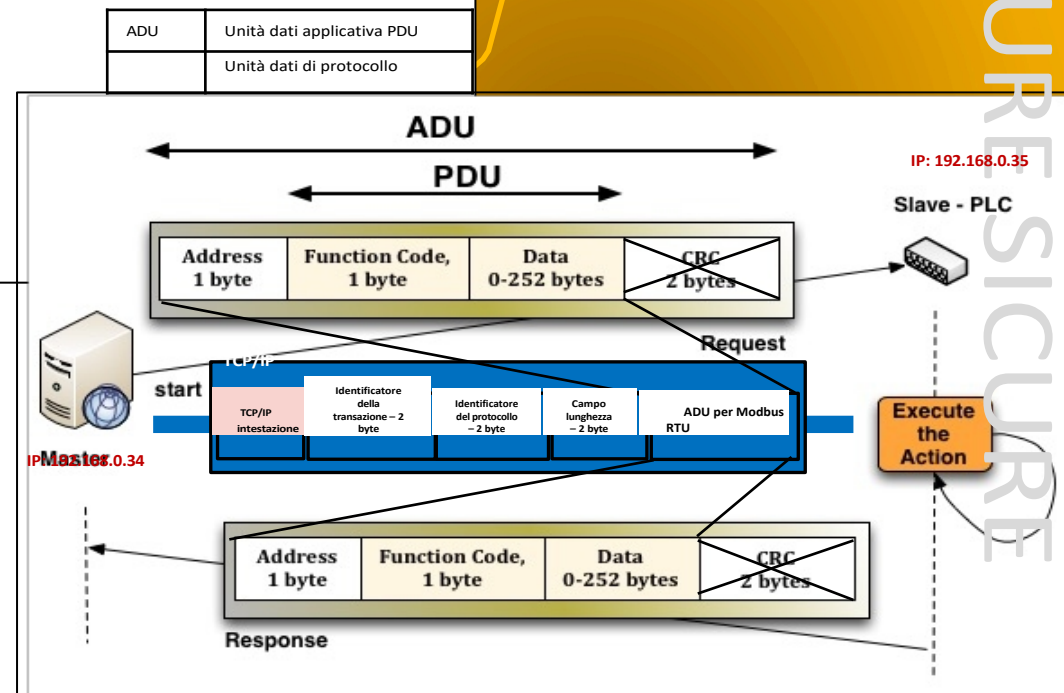 ADU Unità dati applicativa PDU
Unità dati di protocollo
ADU
PDU
IP: 192.168.0.35
Slave - PLC
Address
1 byte
Function Code,
1 byte
Data
0-252 bytes
CRC
2 bytes
Request
start
TCP/IP
TCP/IP
intestazione
Identificatore
della
transazione – 2
byte
Identificatore
del protocollo
– 2 byte
Campo
lunghezza
– 2 byte
ADU per Modbus
RTU
Execute
the
Action
Master
Address
1 byte
Function Code,
1 byte
Data
0-252 bytes
CRC
2 bytes
Response
URE SICURE